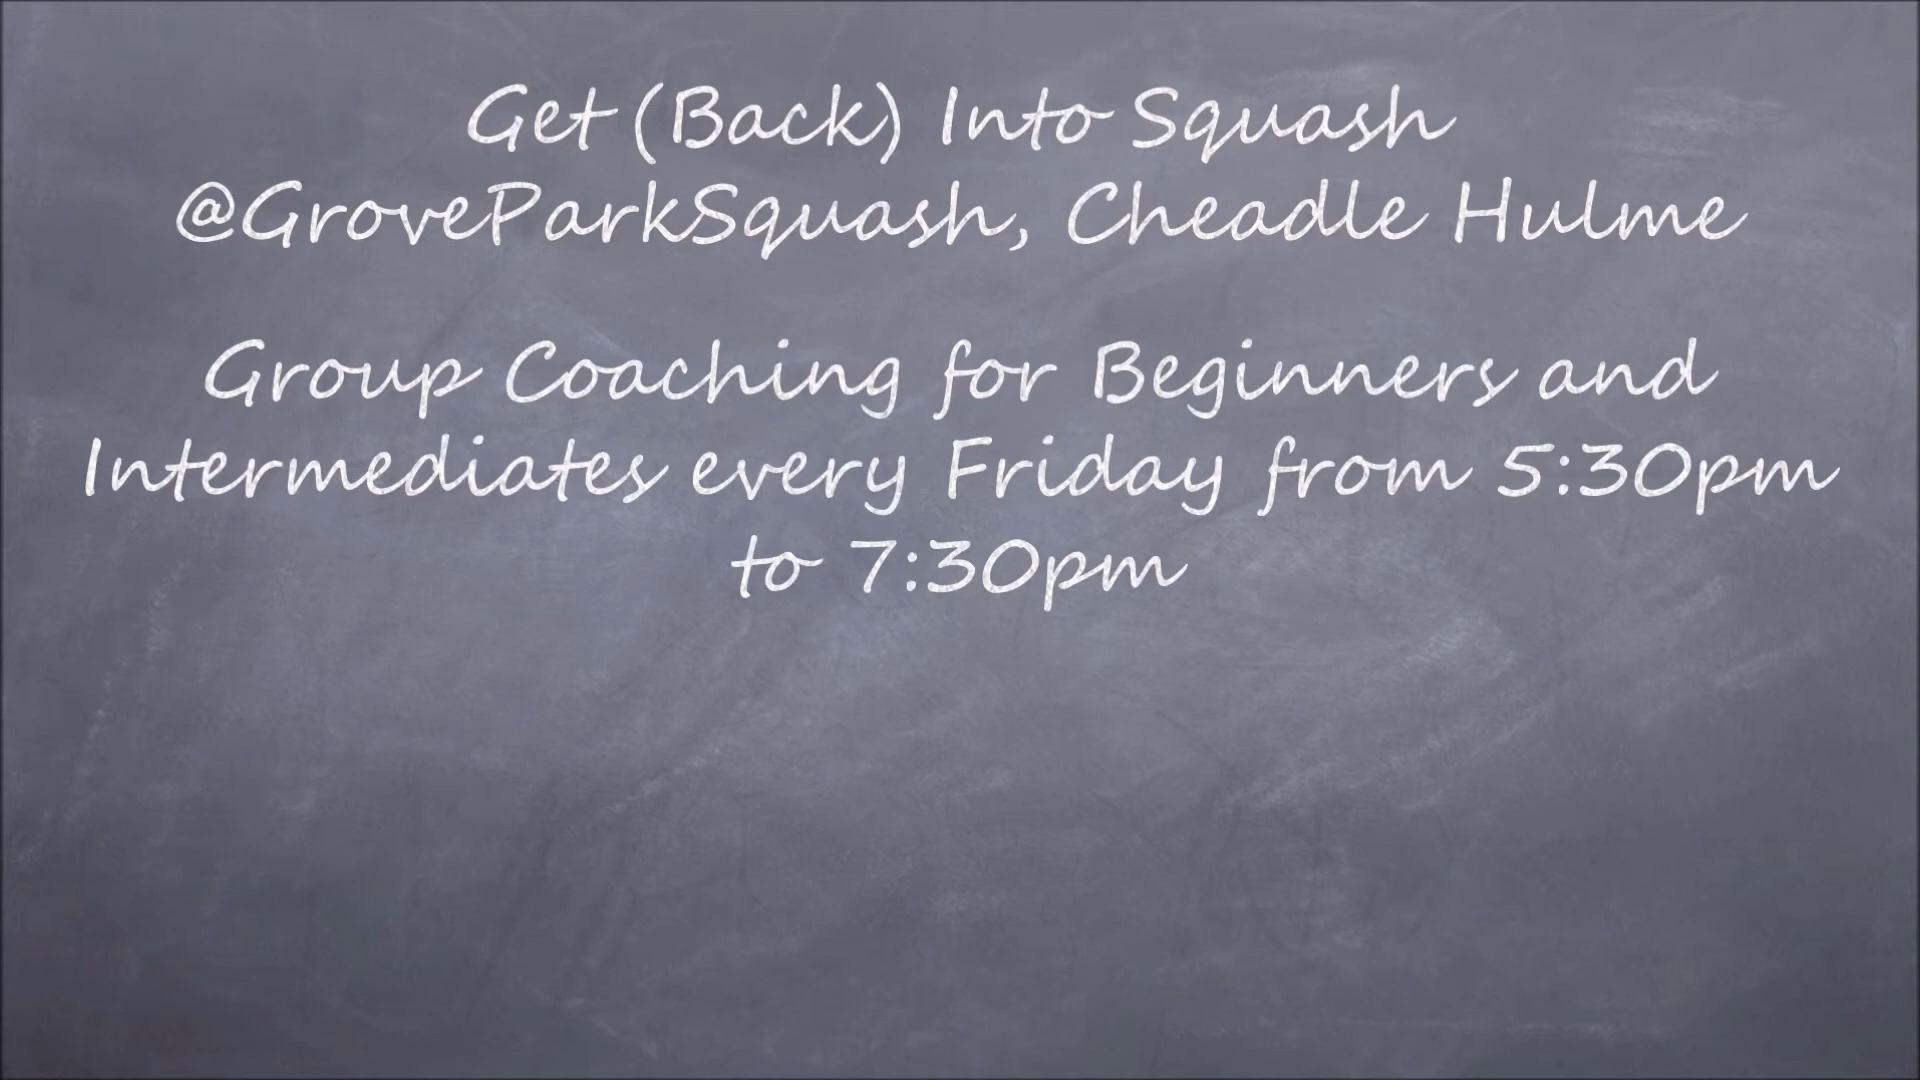 Get (Back) Into Squash
@GroveParkSquash, Cheadle Hulme
Group Coaching for Beginners and
Intermediates every Friday from 5:30pm
to 7:30pm